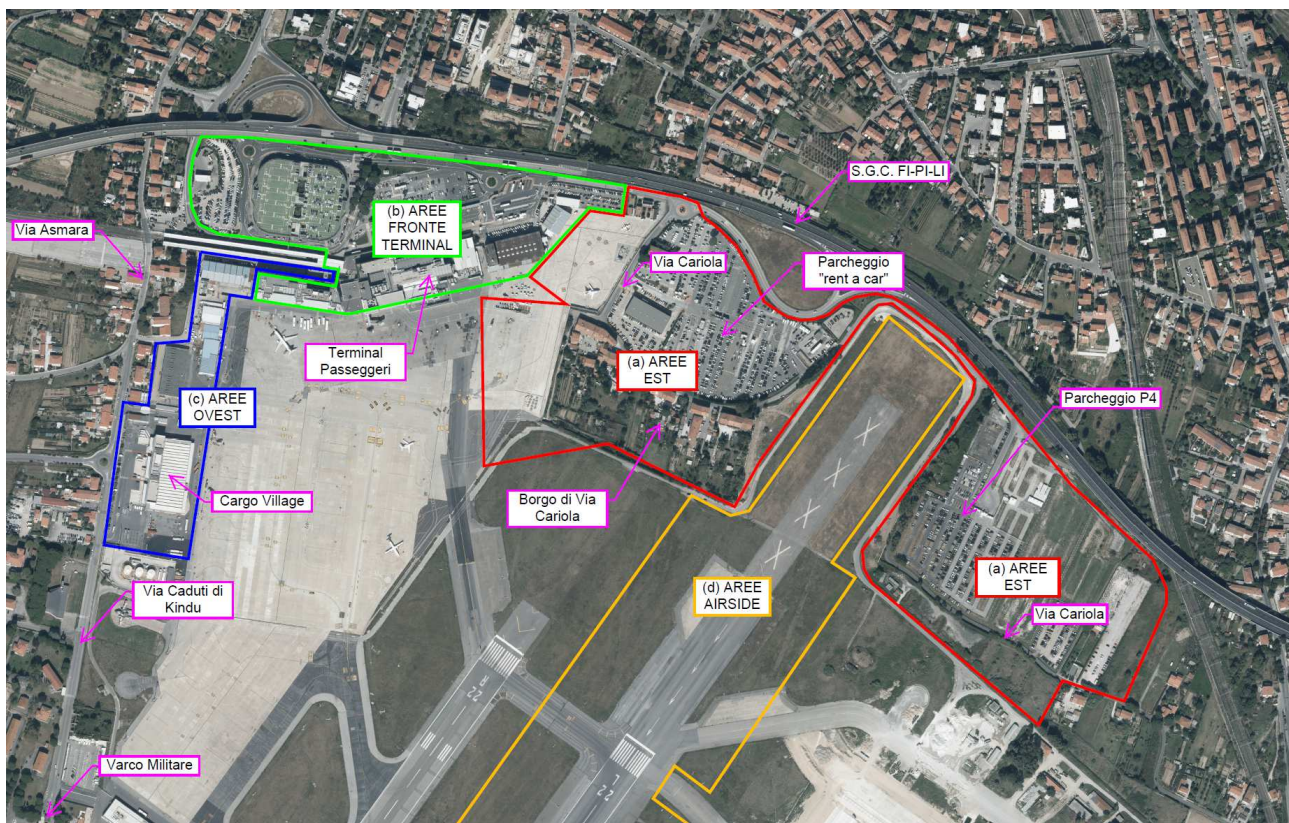 S.G.C. FI-PI-LI
(b) AREE
FRONTE
TERMINAL
Via Asmara
Via Cariola
Parcheggio
"rent a car"
Terminal
Passeggeri
(a) AREE
EST
(c) AREE
OVEST
Parcheggio P4
Cargo Village
Borgo di Via
Cariola
(a) AREE
EST
(d) AREE
AIRSIDE
Via Caduti di
Kindu
Via Cariola
22
22
Varco Militare